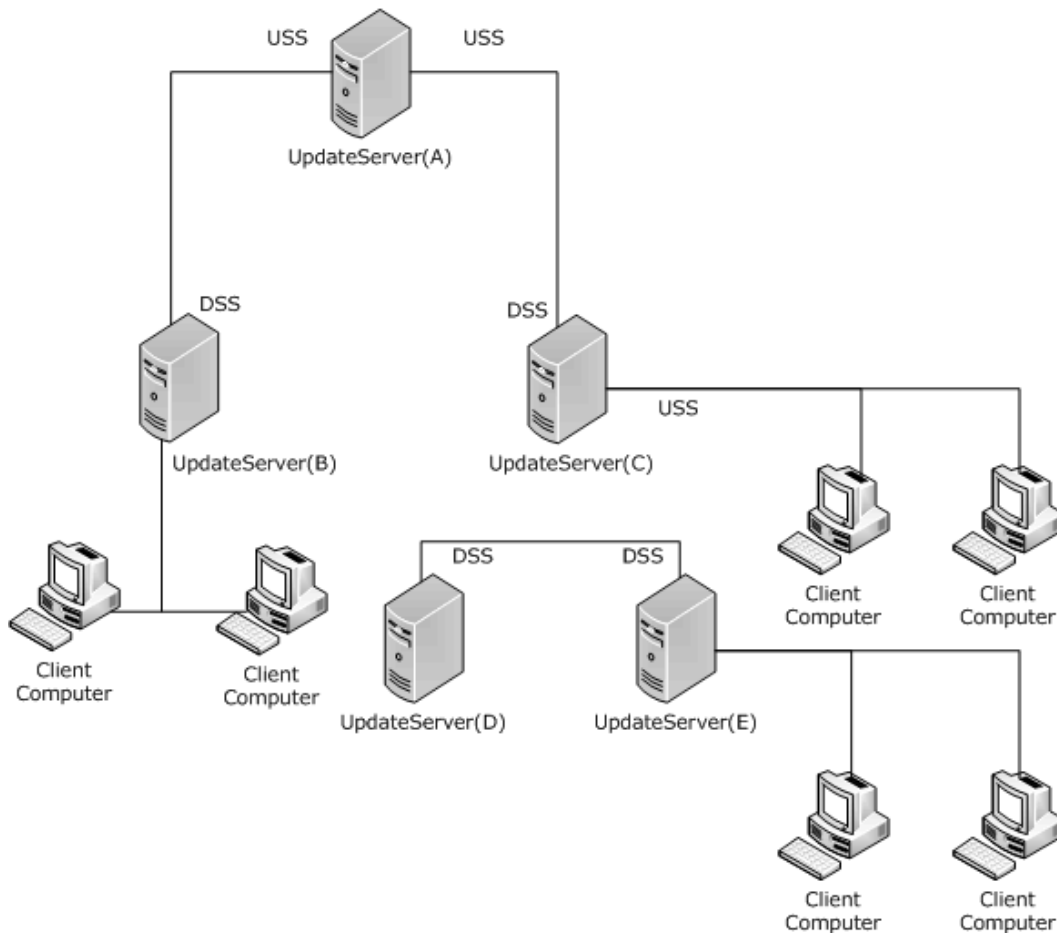 USS
USS
UpdateServer(A)
DSS
DSS
USS
UpdateServer(B)
UpdateServer(C)
DSS
DSS
Client
Computer
Client
Computer
Client
Computer
Client
Computer
UpdateServer(D)
UpdateServer(E)
Client
Computer
Client
Computer